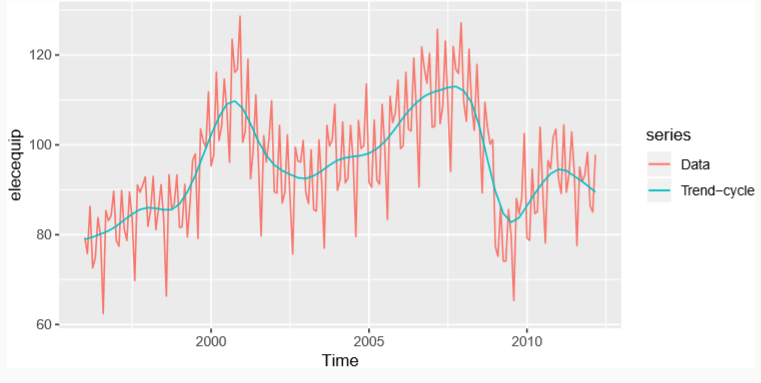 120
100
80
60
elecequip
2000
2005
2010
Time
series
Data
Trend−cycle